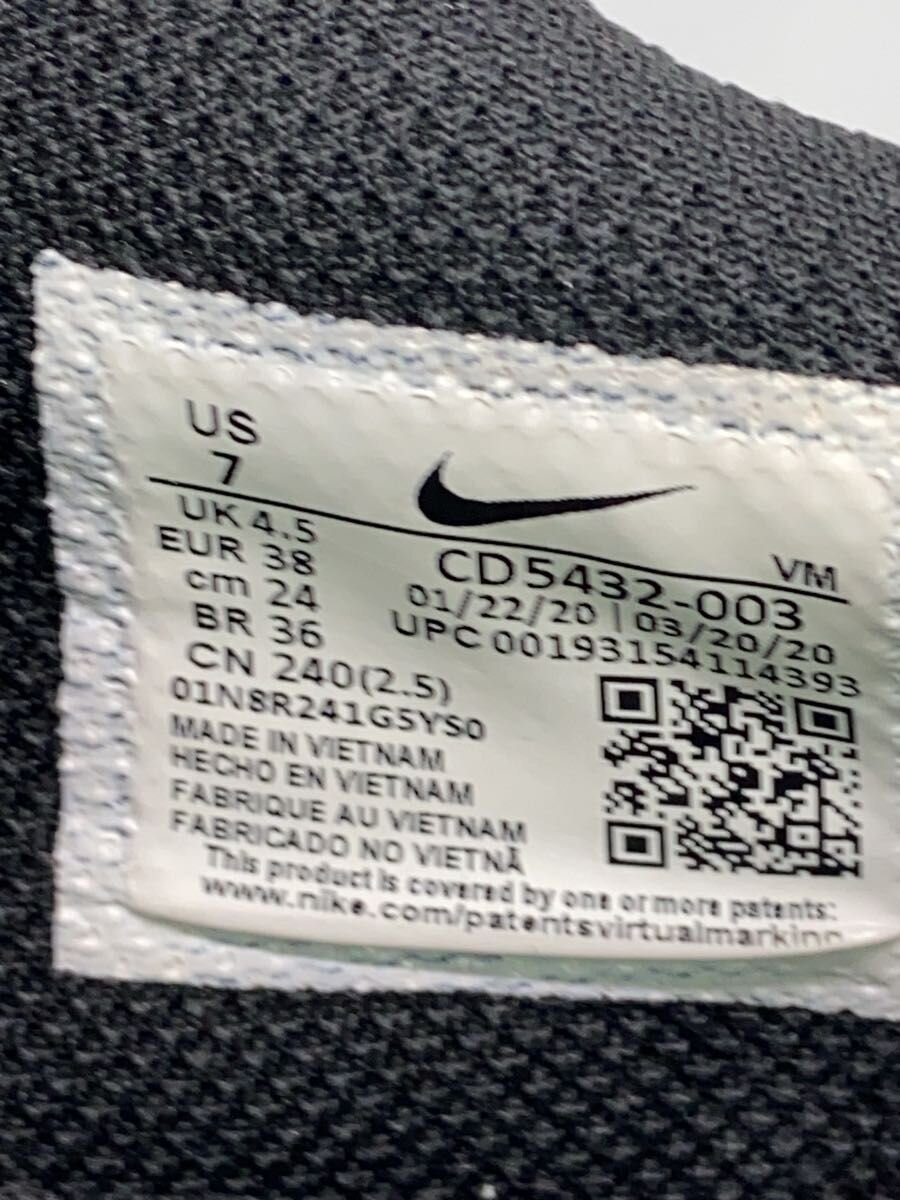 US
7
UK 4.5
EUR 38
cm 24
BR 36
CN 240(2.5)
VM
CD5432-003
01/22/20 | 03/20/20
UPC 00193154114393
01N8R241G5YS0
MADE IN VIETNAM
HECHO EN VIETNAM
FABRIQUE AU VIETNAM
FABRICADO NO VIETNÃ
This product is covered by one or more patents:
www.nike.com/patentsvirtualmarking